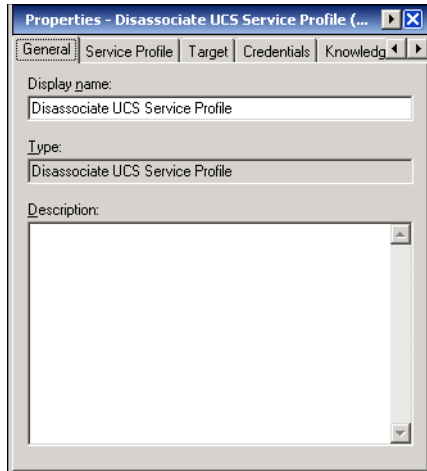 Properties - Disassociate UCS Service Profile (...
General Service Profile Target Credentials Knowledg
Display name:
Disassociate UCS Service Profile
Type:
Disassociate UCS Service Profile
Description: